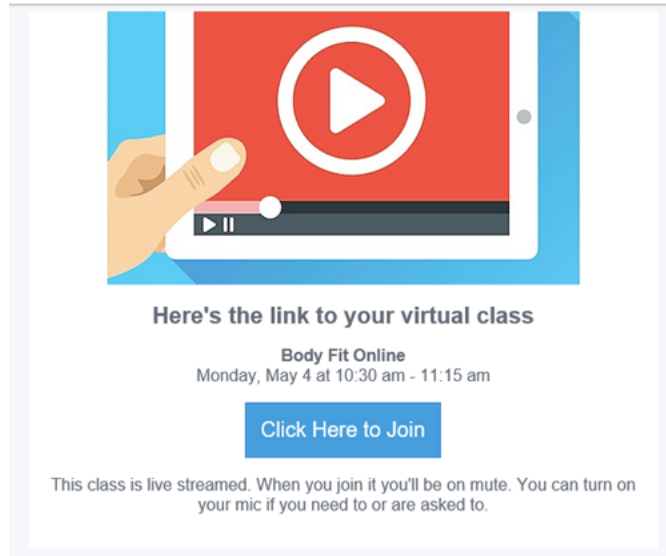 Here's the link to your virtual class
Body Fit Online
Monday, May 4 at 10:30 am - 11:15 am
Click Here to Join
This class is live streamed. When you join it you'll be on mute. You can turn on
your mic if you need to or are asked to.